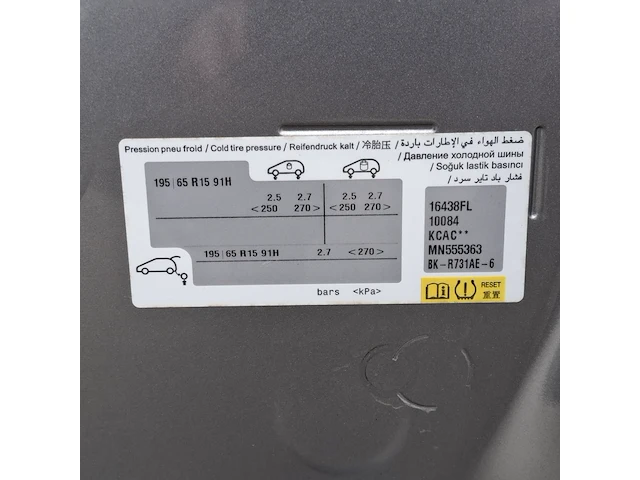 Pression pneu froid / Cold tire pressure / Reifendruck kalt / 冷胎压 / ضغط الهواء في الإطارات باردة /
/ Давление холодной шины
/ Soğuk lastik basıncı
فشار باد تایر سرد /
195/65 R15 91H
2.5 2.7 2.5 2.7
<250 270> <250 270>
195/65 R15 91H 2.7 <270>
bars <kPa>
16438FL
10084
KCAC**
MN555363
BK-R731AE-6
RESET
重置